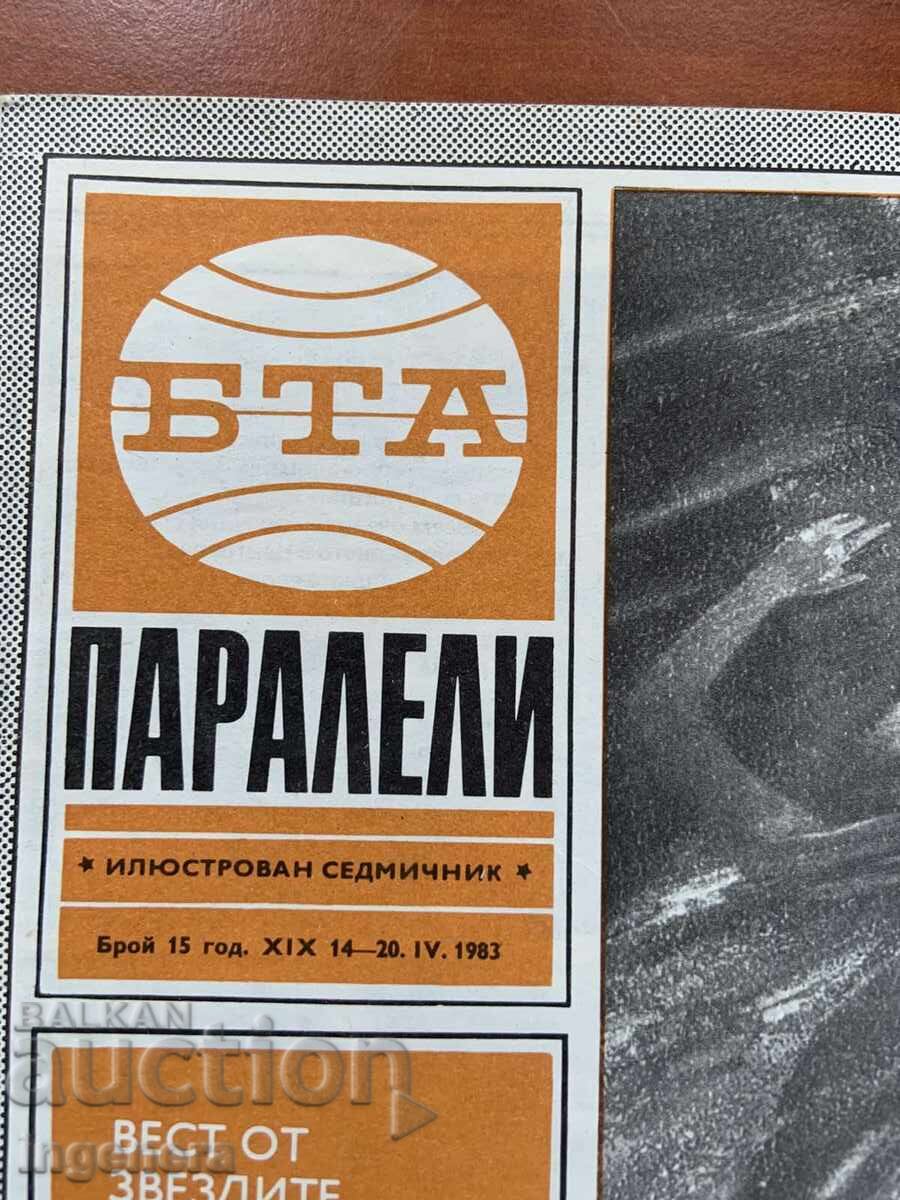 БТА
ПАРАЛЕЛИ
★ ИЛЮСТРОВАН СЕДМИЧНИК ★
Брой 15 год. XIX 14—20. IV. 1983
BALKAN
auction
ingenera
ВЕСТ ОТ
ЗВЕЗДИТЕ